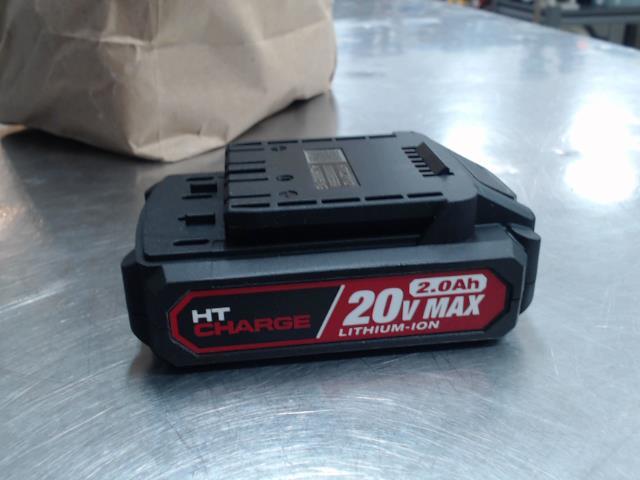 HT
CHARGE
2.0Ah
20V MAX
LITHIUM-ION